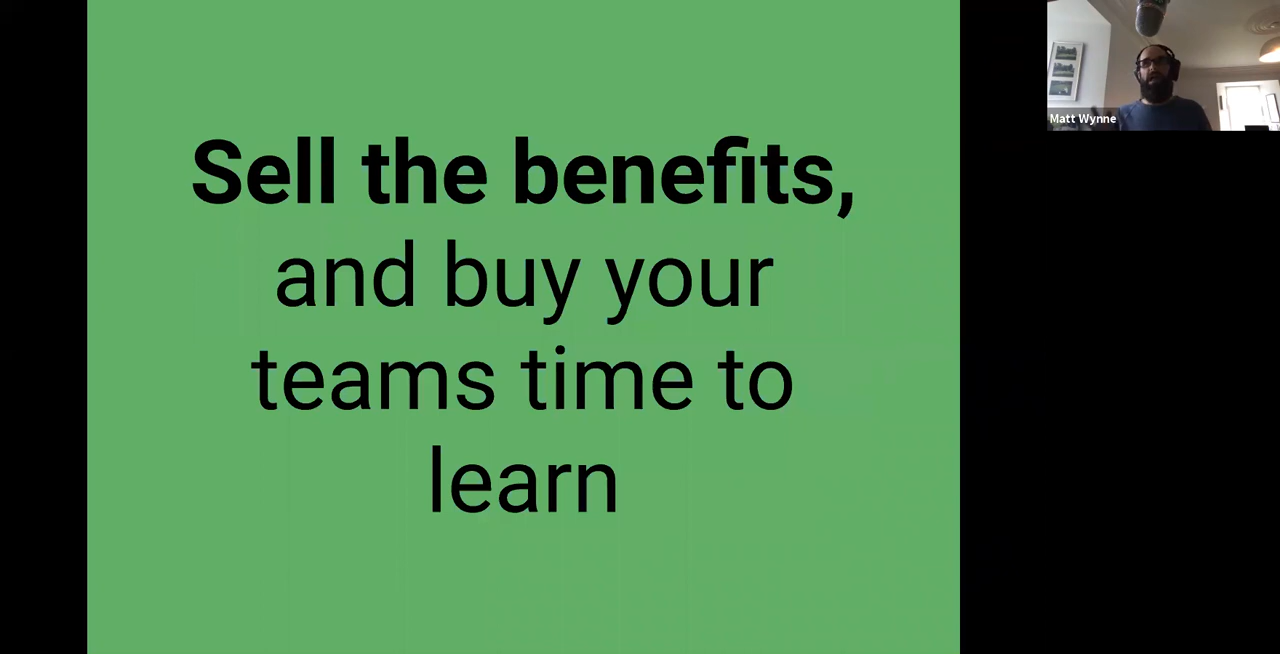 Sell the benefits,
and buy your
teams time to
learn
Matt Wynne